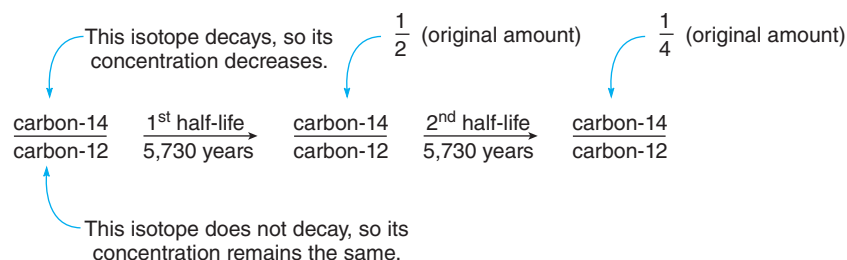 This isotope decays, so its
concentration decreases.
1/2 (original amount)
1/4 (original amount)
carbon-14
carbon-12
1st half-life
5,730 years
carbon-14
carbon-12
2nd half-life
5,730 years
carbon-14
carbon-12
This isotope does not decay, so its
concentration remains the same.